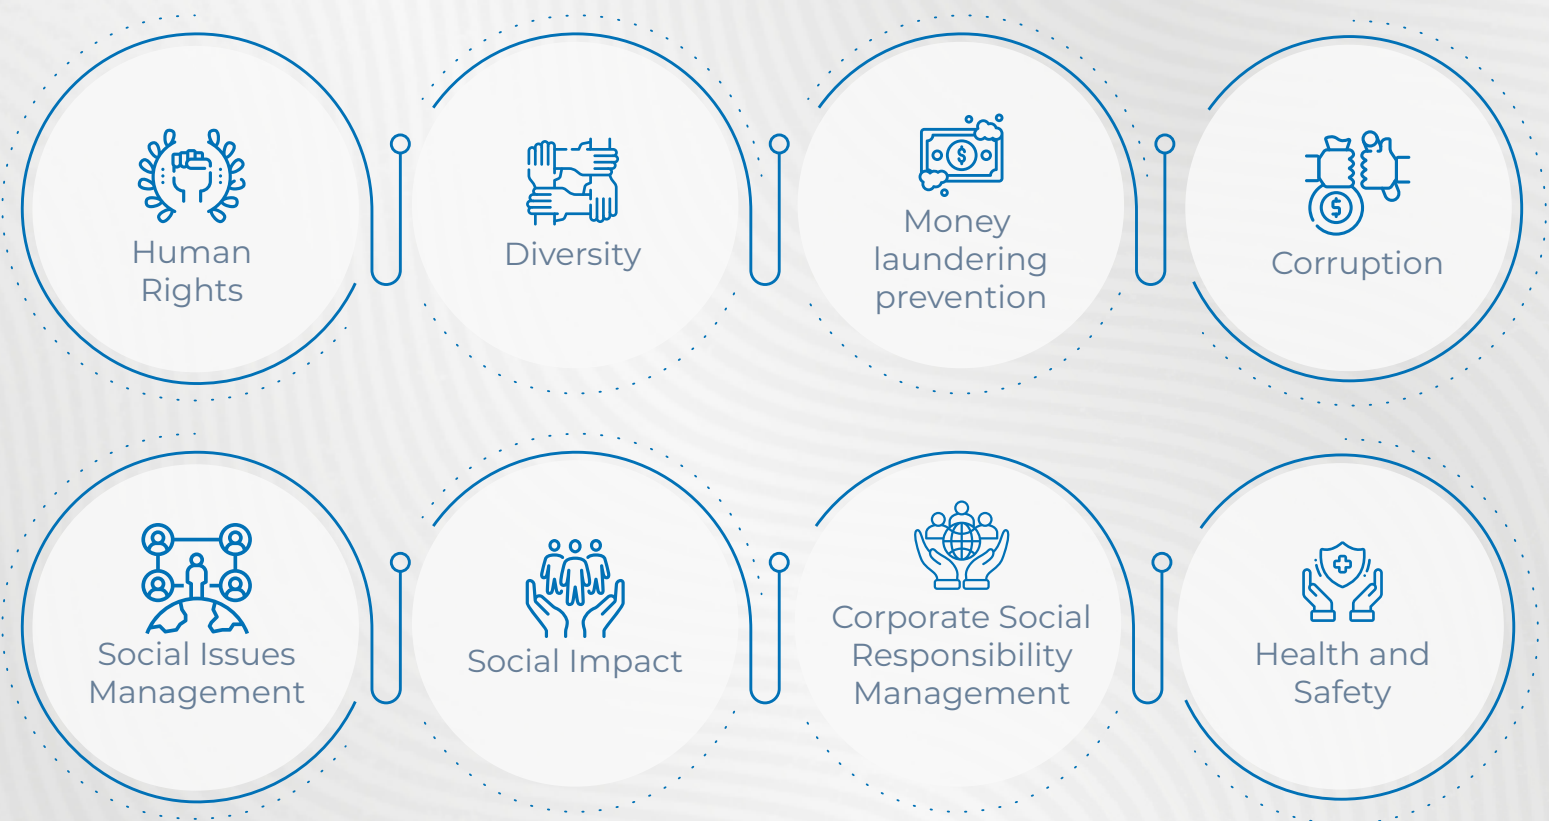 Human
Rights
Diversity
Money
laundering
prevention
Corruption
Social Issues
Management
Social Impact
Corporate Social
Responsibility
Management
Health and
Safety